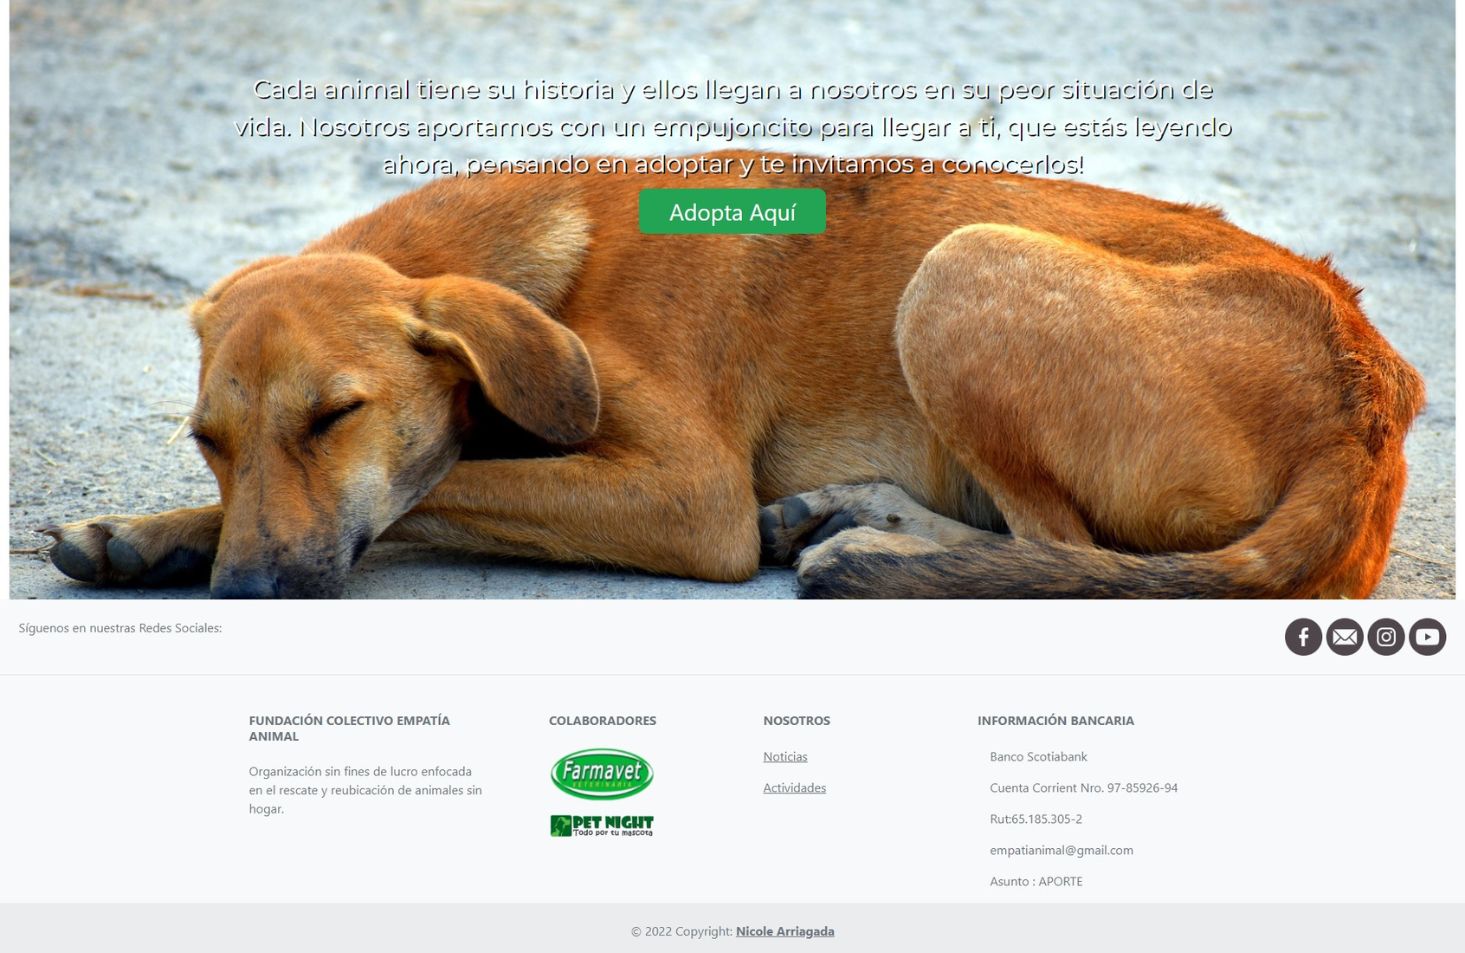 Cada animal tiene su historia y ellos llegan a nosotros en su peor situación de
vida. Nosotros aportamos con un empujoncito para llegar a ti, que estás leyendo
ahora, pensando en adoptar y te invitamos a conocerlos!
Adopta Aquí
Síguenos en nuestras Redes Sociales:
FUNDACIÓN COLECTIVO EMPATÍA
ANIMAL
Organización sin fines de lucro enfocada
en el rescate y reubicación de animales sin
hogar.
COLABORADORES
Farmavet
VETERINARIA
PET NIGHT
Todo por tu mascota
NOSOTROS
Noticias
Actividades
INFORMACIÓN BANCARIA
Banco Scotiabank
Cuenta Corrient Nro. 97-85926-94
Rut:65.185.305-2
empatianimal@gmail.com
Asunto : APORTE
© 2022 Copyright: Nicole Arriagada